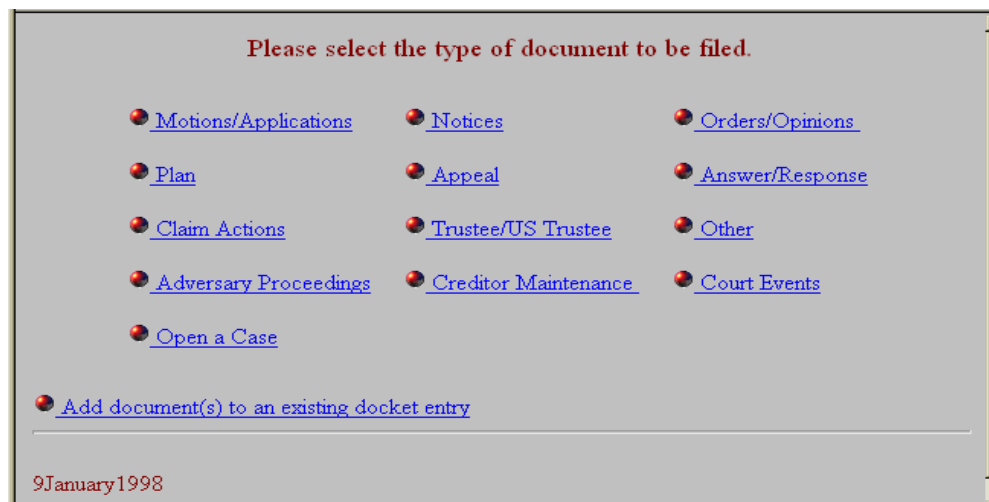 Please select the type of document to be filed.
Motions/Applications Notices Orders/Opinions
Plan Appeal Answer/Response
Claim Actions Trustee/US Trustee Other
Adversary Proceedings Creditor Maintenance Court Events
Open a Case
Add document(s) to an existing docket entry
9January1998